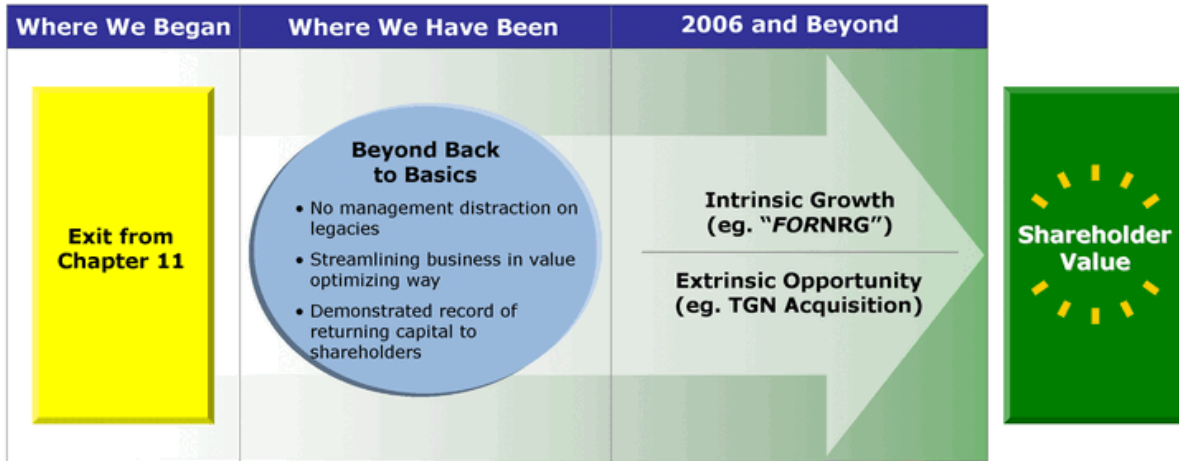 Where We Began
Where We Have Been
2006 and Beyond
Exit from
Chapter 11
Beyond Back
to Basics
• No management distraction on
legacies
• Streamlining business in value
optimizing way
• Demonstrated record of
returning capital to
shareholders
Intrinsic Growth
(eg. “FORNRG”)
Extrinsic Opportunity
(eg. TGN Acquisition)
Shareholder
Value